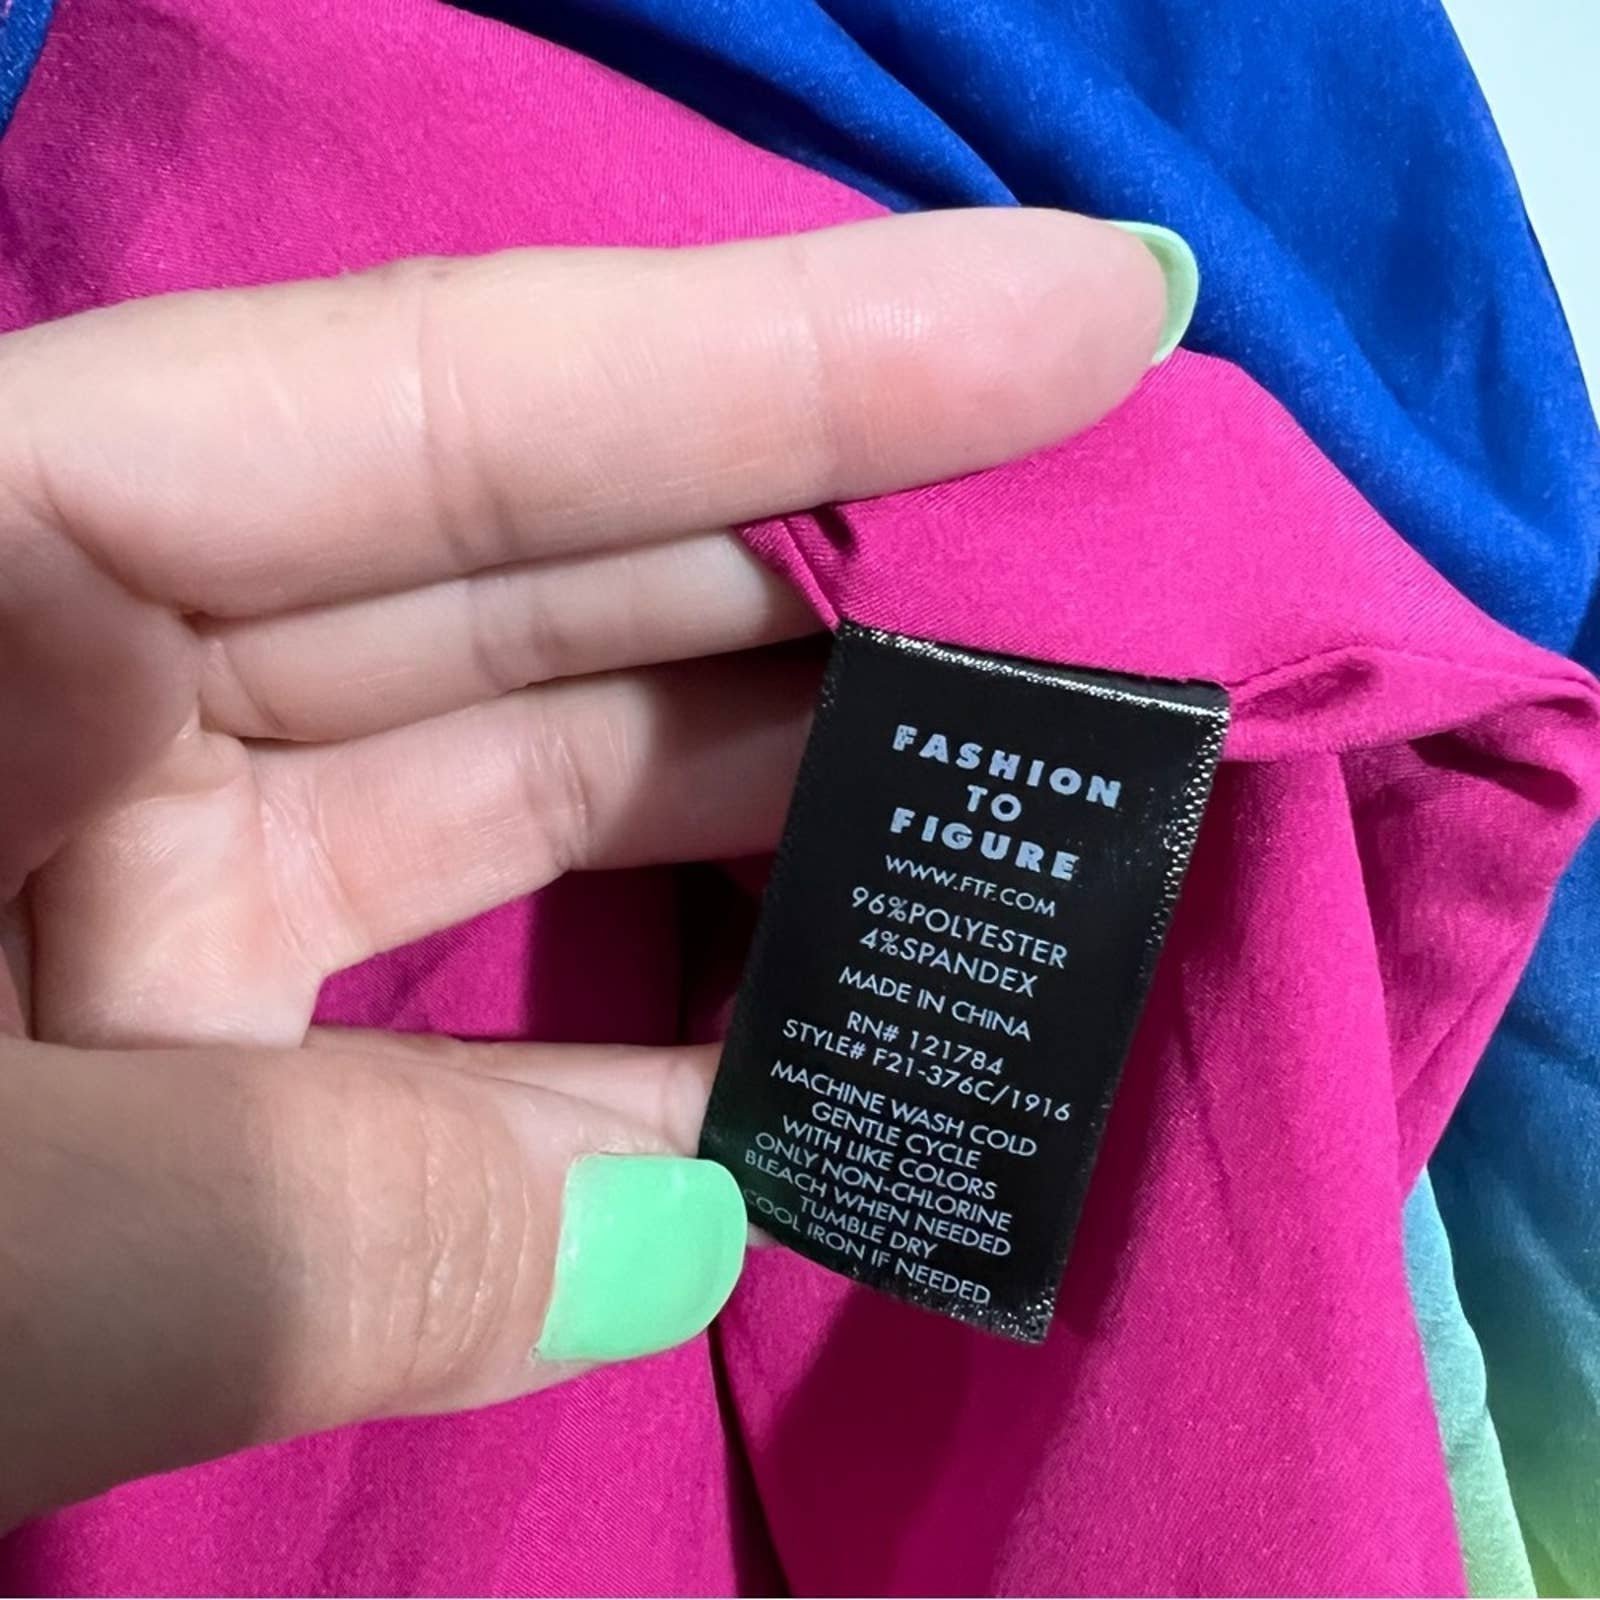 FASHION
TO
FIGURE
WWW.FTF.COM
96%POLYESTER
4%SPANDEX
MADE IN CHINA
RN# 121784
STYLE# F21-376C/1916
MACHINE WASH COLD
GENTLE CYCLE
WITH LIKE COLORS
ONLY NON-CHLORINE
BLEACH WHEN NEEDED
TUMBLE DRY
COOL IRON IF NEEDED